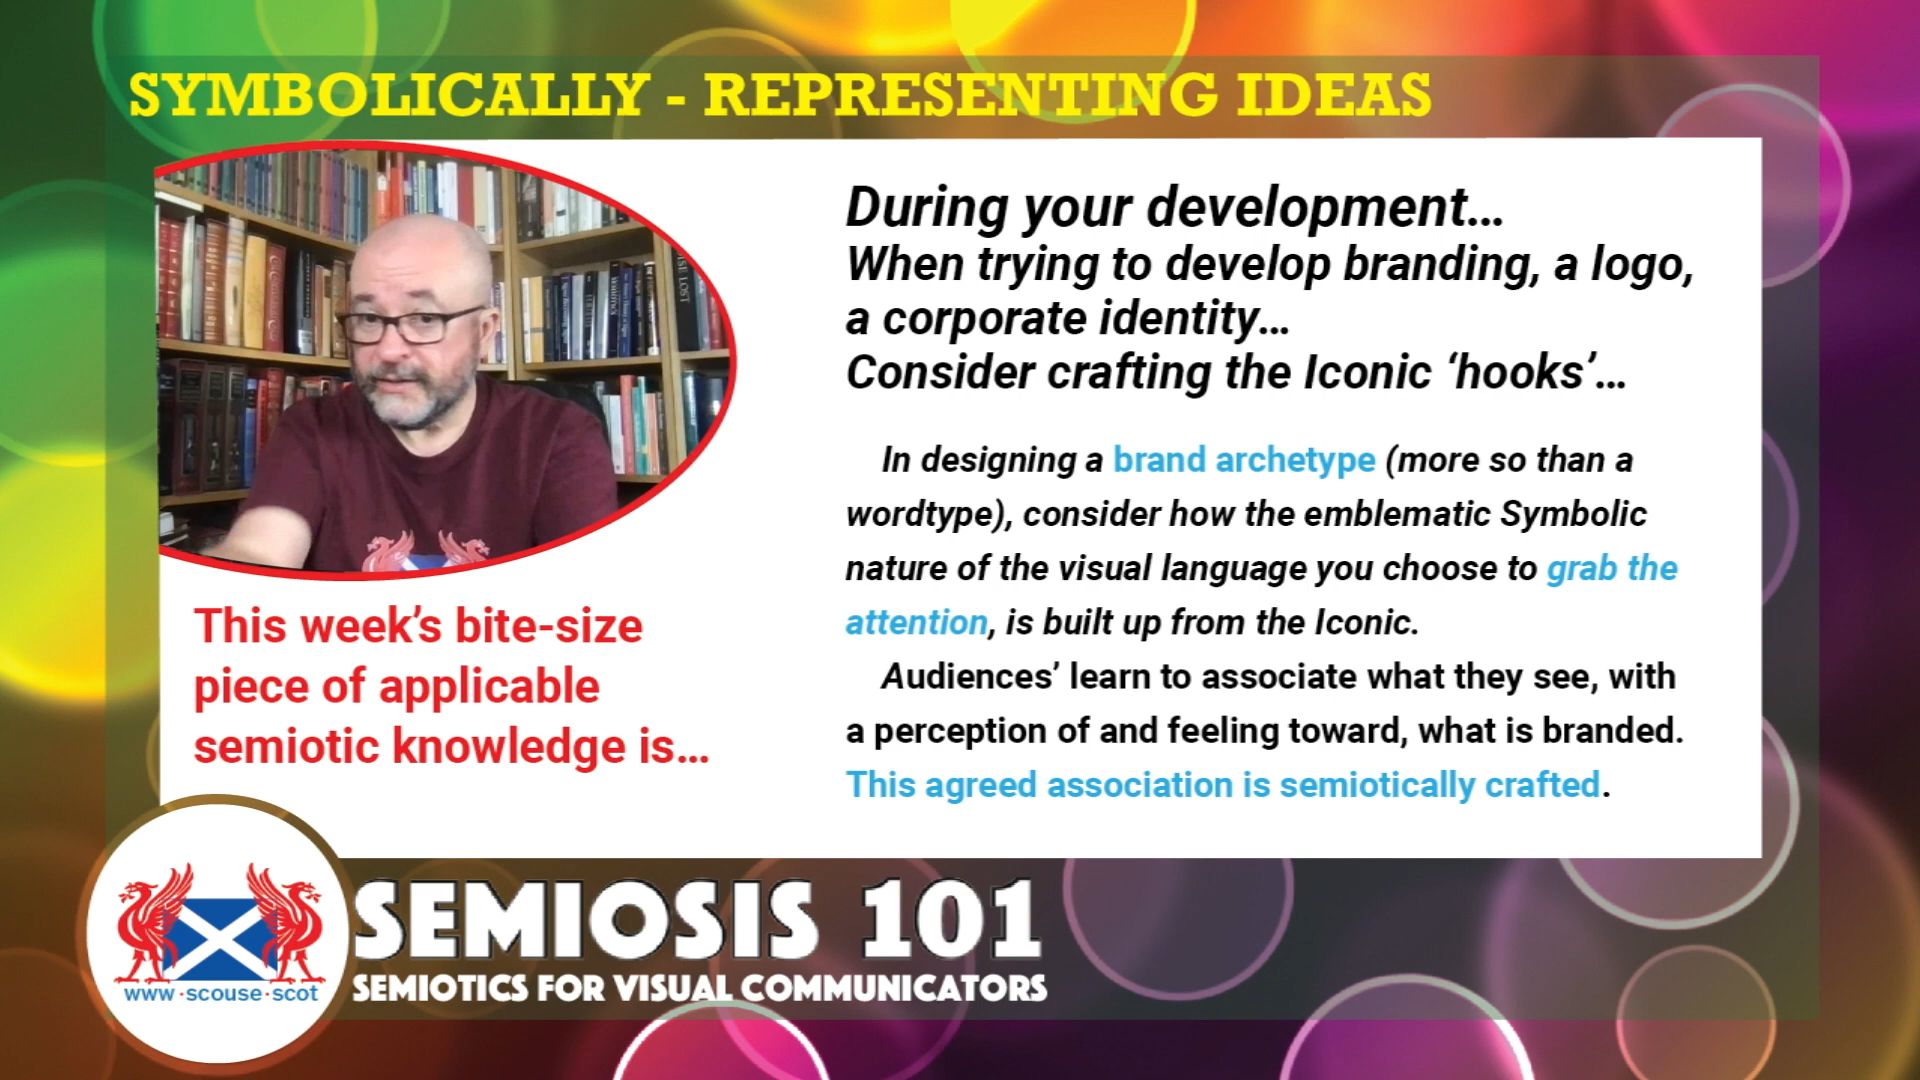 SYMBOLICALLY - REPRESENTING IDEAS
During your development...
When trying to develop branding, a logo,
a corporate identity...
Consider crafting the Iconic ‘hooks’...
In designing a brand archetype (more so than a
wordtype), consider how the emblematic Symbolic
nature of the visual language you choose to grab the
attention, is built up from the Iconic.
Audiences’ learn to associate what they see, with
a perception of and feeling toward, what is branded.
This agreed association is semiotically crafted.
This week’s bite-size
piece of applicable
semiotic knowledge is...
SEMIOSIS 101
SEMIOTICS FOR VISUAL COMMUNICATORS
www·scouse·scot